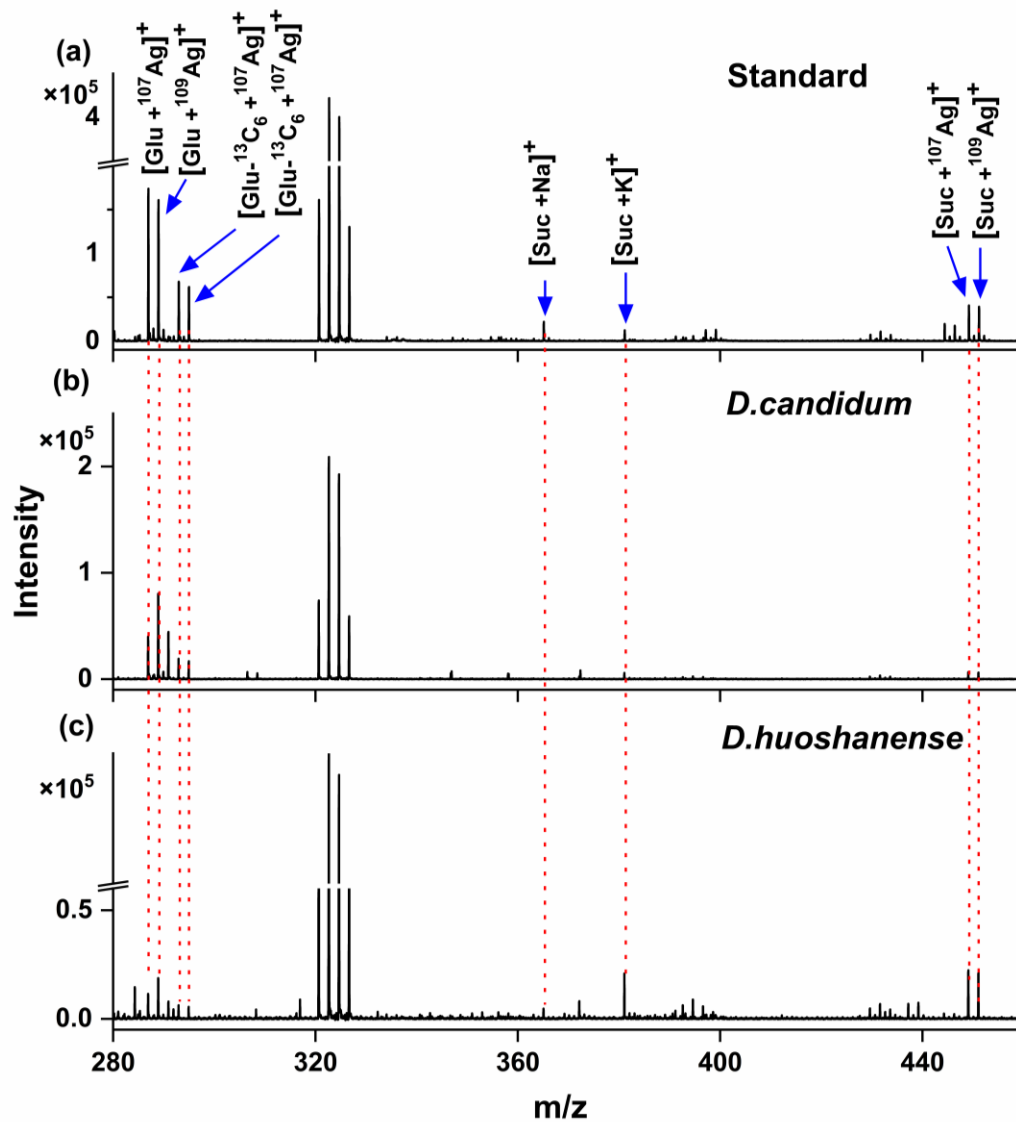 (a)
[Glu + ¹⁰⁷Ag]⁺
[Glu + ¹⁰⁹Ag]⁺
[Glu-¹³C₆ + ¹⁰⁷Ag]⁺
[Glu-¹³C₆ + ¹⁰⁷Ag]⁺
Standard
[Suc +Na]⁺
[Suc +K]⁺
[Suc + ¹⁰⁷Ag]⁺
[Suc + ¹⁰⁹Ag]⁺
×10⁵
4
1
0
(b)
D.candidum
×10⁵
2
1
0
Intensity
(c)
D.huoshanense
×10⁵
0.5
0.0
280 320 360 400 440
m/z